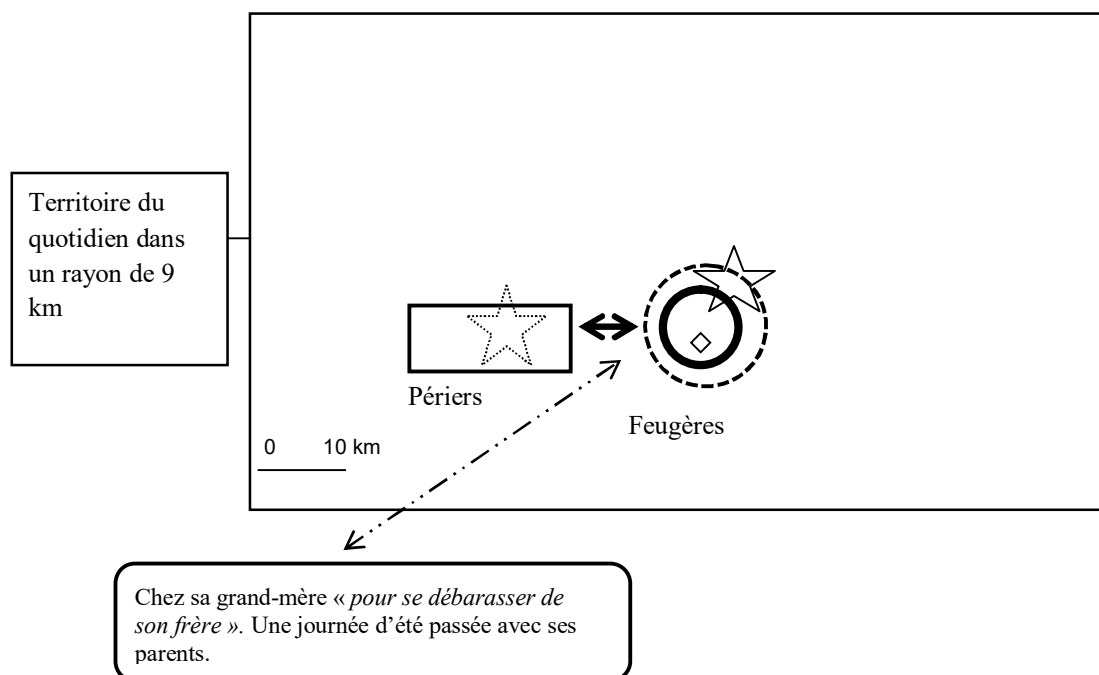 Territoire du
quotidien dans
un rayon de 9
km
Périers
Feugères
0 10 km
Chez sa grand-mère « pour se débarasser de
son frère ». Une journée d'été passée avec ses
parents.